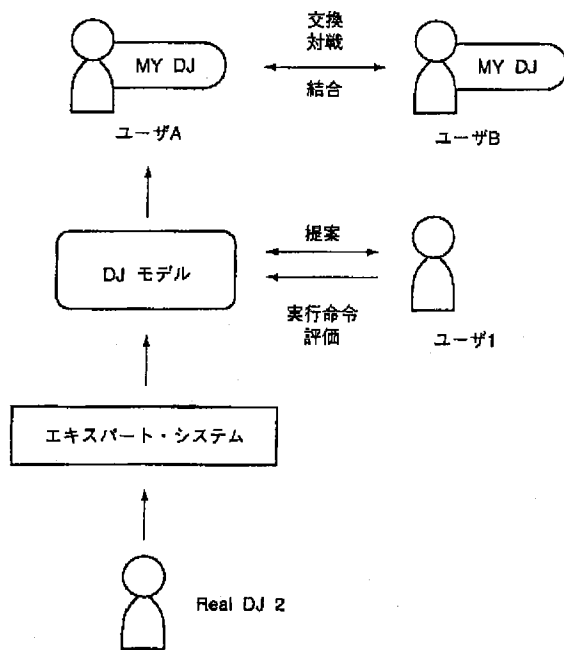 交換
対戦
MY DJ
MY DJ
結合
ユーザA
ユーザB
提案
DJ モデル
実行命令
評価
ユーザ1
エキスパート・システム
Real DJ 2